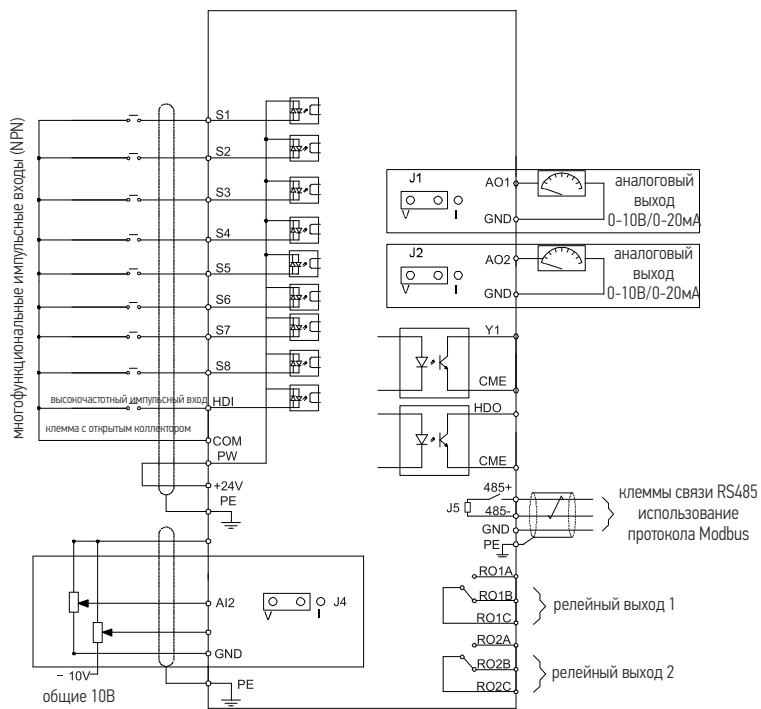 многофункциональные импульсные входы (NPN)
S1
S2
S3
S4
S5
S6
S7
S8
высокочастотный импульсный вход
HDI
клемма с открытым коллектором
COM
PW
+24V
PE
AI2
V
I
J4
GND
– 10V
общие 10В
PE
J1
V
I
AO1
GND
аналоговый
выход
0-10В/0-20мА
J2
V
I
AO2
GND
аналоговый
выход
0-10В/0-20мА
Y1
CME
HDO
CME
485+
J5
485-
GND
PE
клеммы связи RS485
использование
протокола Modbus
RO1A
RO1B
RO1C
релейный выход 1
RO2A
RO2B
RO2C
релейный выход 2